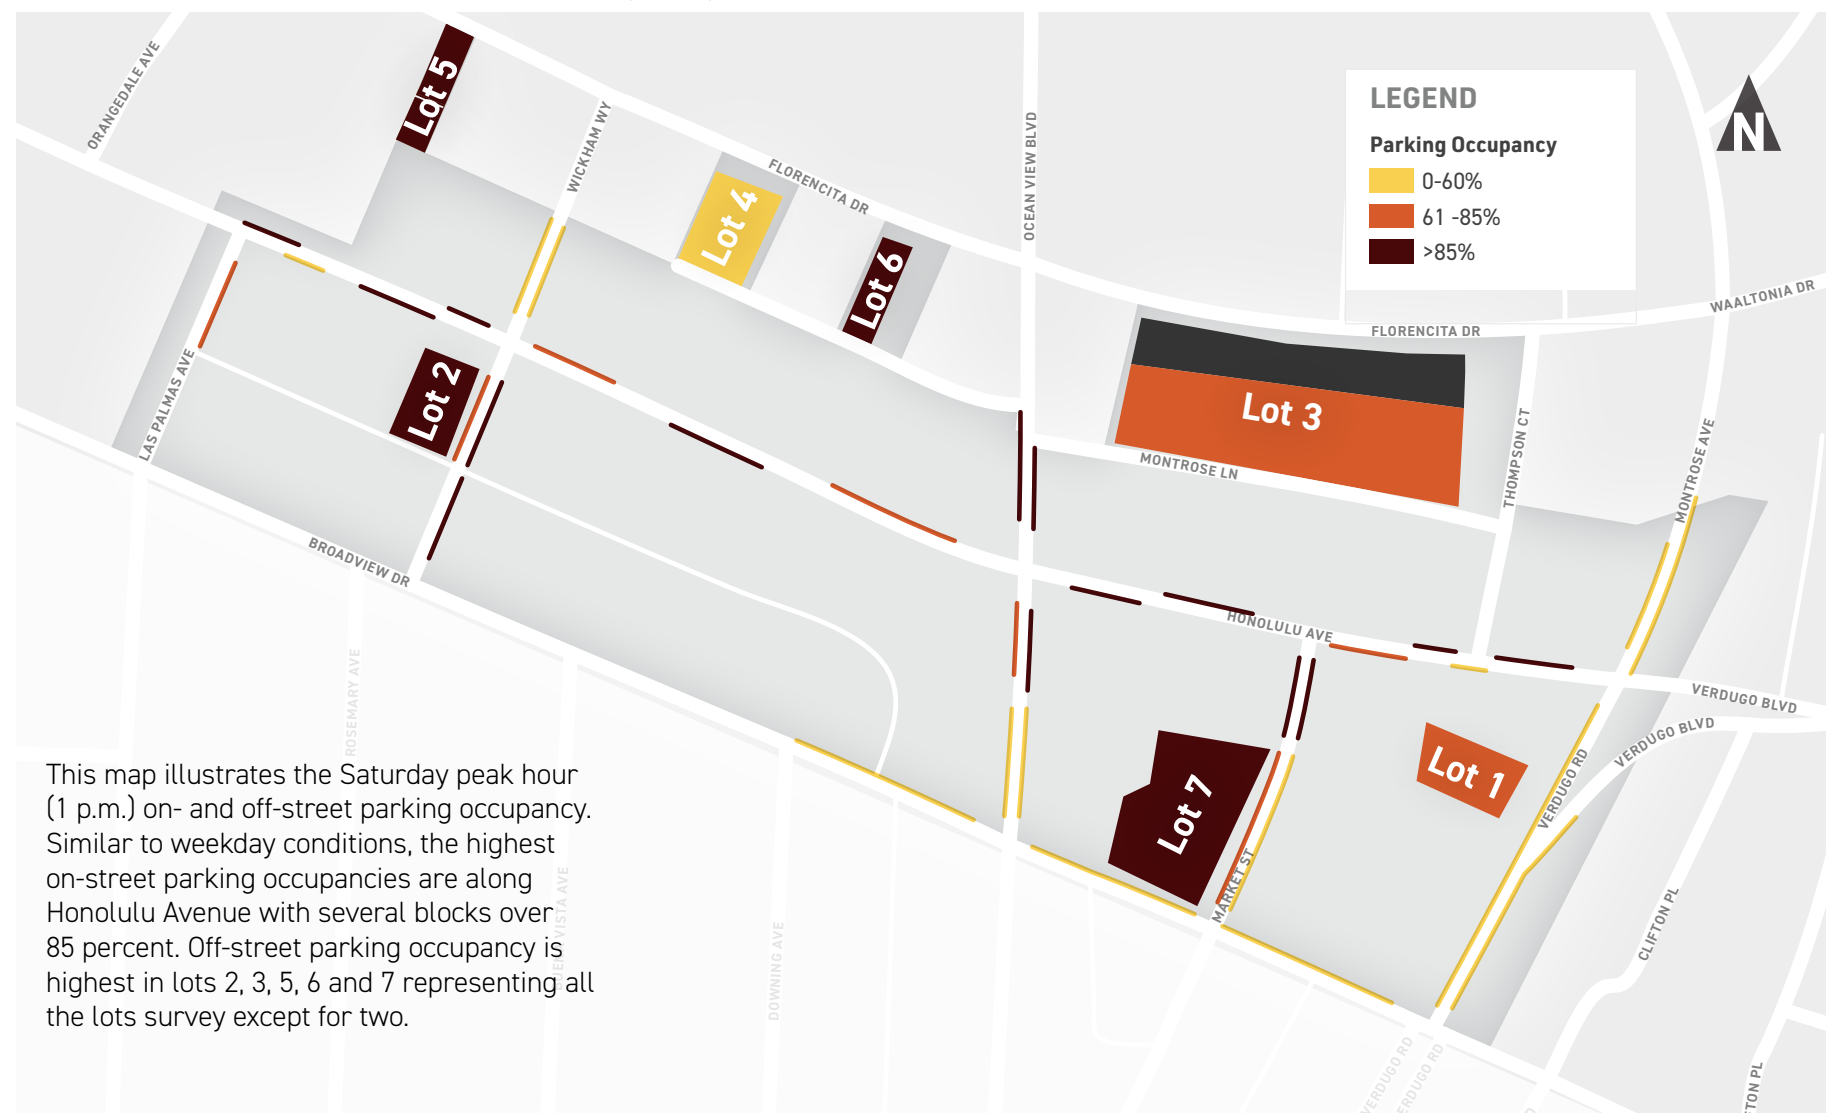 ORANGEDALE AVE
Lot 5
WICKHAM WY
Lot 4
FLORENCITA DR
Lot 6
OCEAN VIEW BLVD
LEGEND
Parking Occupancy
0-60%
61 -85%
>85%
N
WAALTONIA DR
FLORENCITA DR
LAS PALMAS AVE
Lot 2
Lot 3
MONTROSE LN
THOMPSON CT
MONTROSE AVE
BROADVIEW DR
HONOLULU AVE
VERDUGO BLVD
VERDUGO BLVD
VERDUGO RD
Lot 1
Lot 7
MARKET ST
CLIFTON PL
ROSEMARY AVE
DOWNING AVE
VERDUGO RD
TON PL
This map illustrates the Saturday peak hour
(1 p.m.) on- and off-street parking occupancy.
Similar to weekday conditions, the highest
on-street parking occupancies are along
Honolulu Avenue with several blocks over
85 percent. Off-street parking occupancy is
highest in lots 2, 3, 5, 6 and 7 representing all
the lots survey except for two.